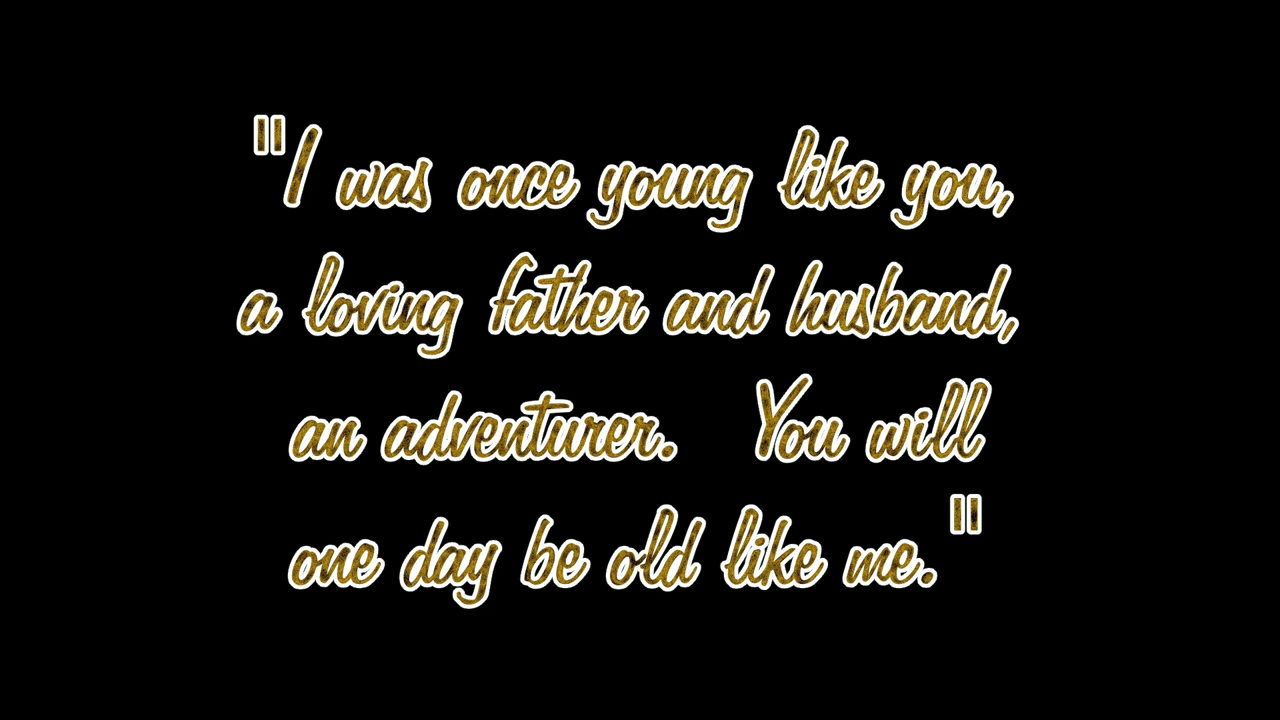 "I was once young like you,
a loving father and husband,
an adventurer. You will
one day be old like me."